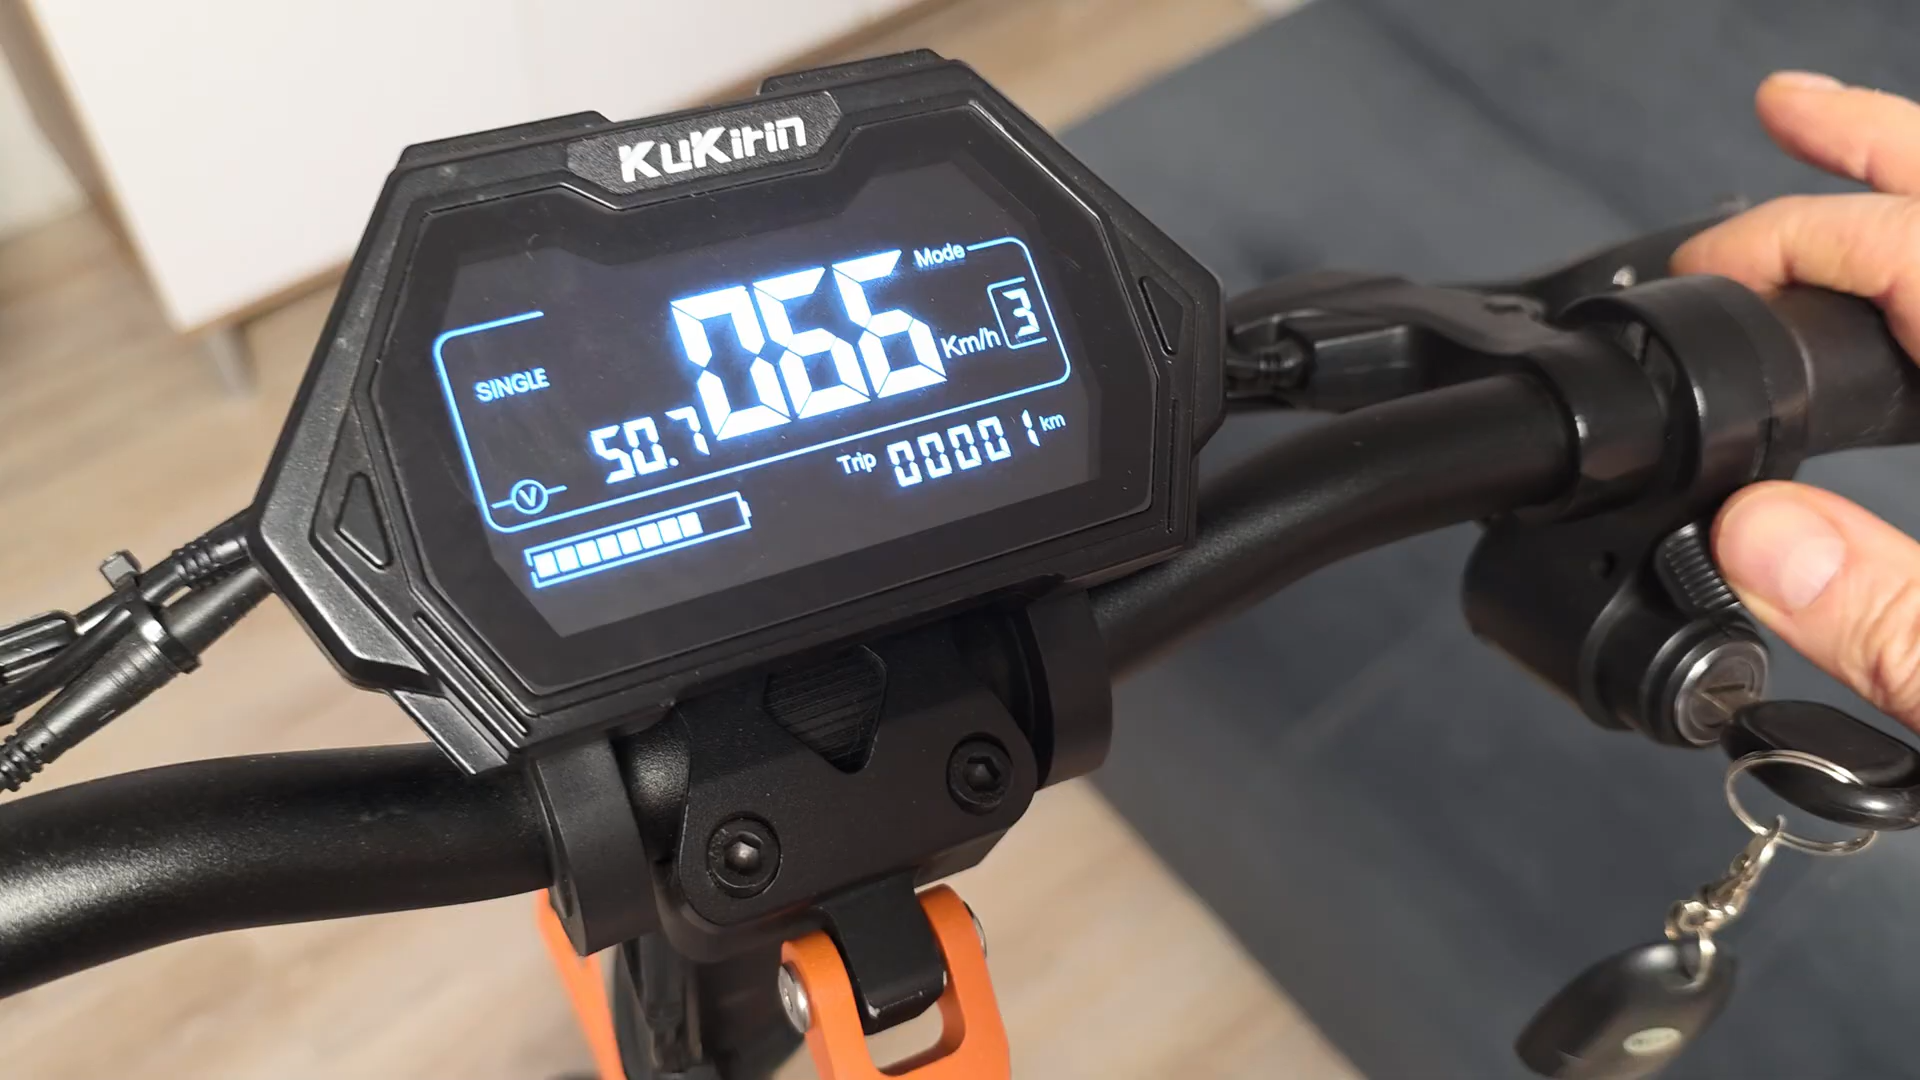 KuKirin
Mode
SINGLE
066
Km/h
3
50.7
V
Trip
00001
km